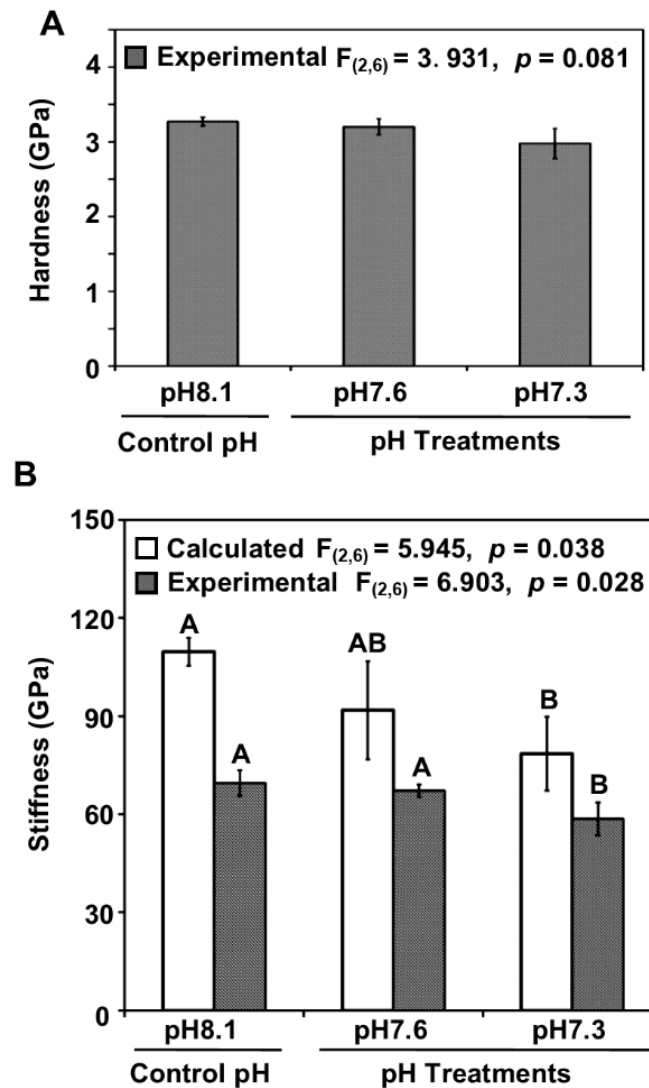 A
Experimental F(2,6) = 3. 931, p = 0.081
Hardness (GPa)
4
3
2
1
0
pH8.1 pH7.6 pH7.3
Control pH pH Treatments
B
Stiffness (GPa)
150
120
90
60
30
0
Calculated F(2,6) = 5.945, p = 0.038
Experimental F(2,6) = 6.903, p = 0.028
A A AB A B B
pH8.1 pH7.6 pH7.3
Control pH pH Treatments